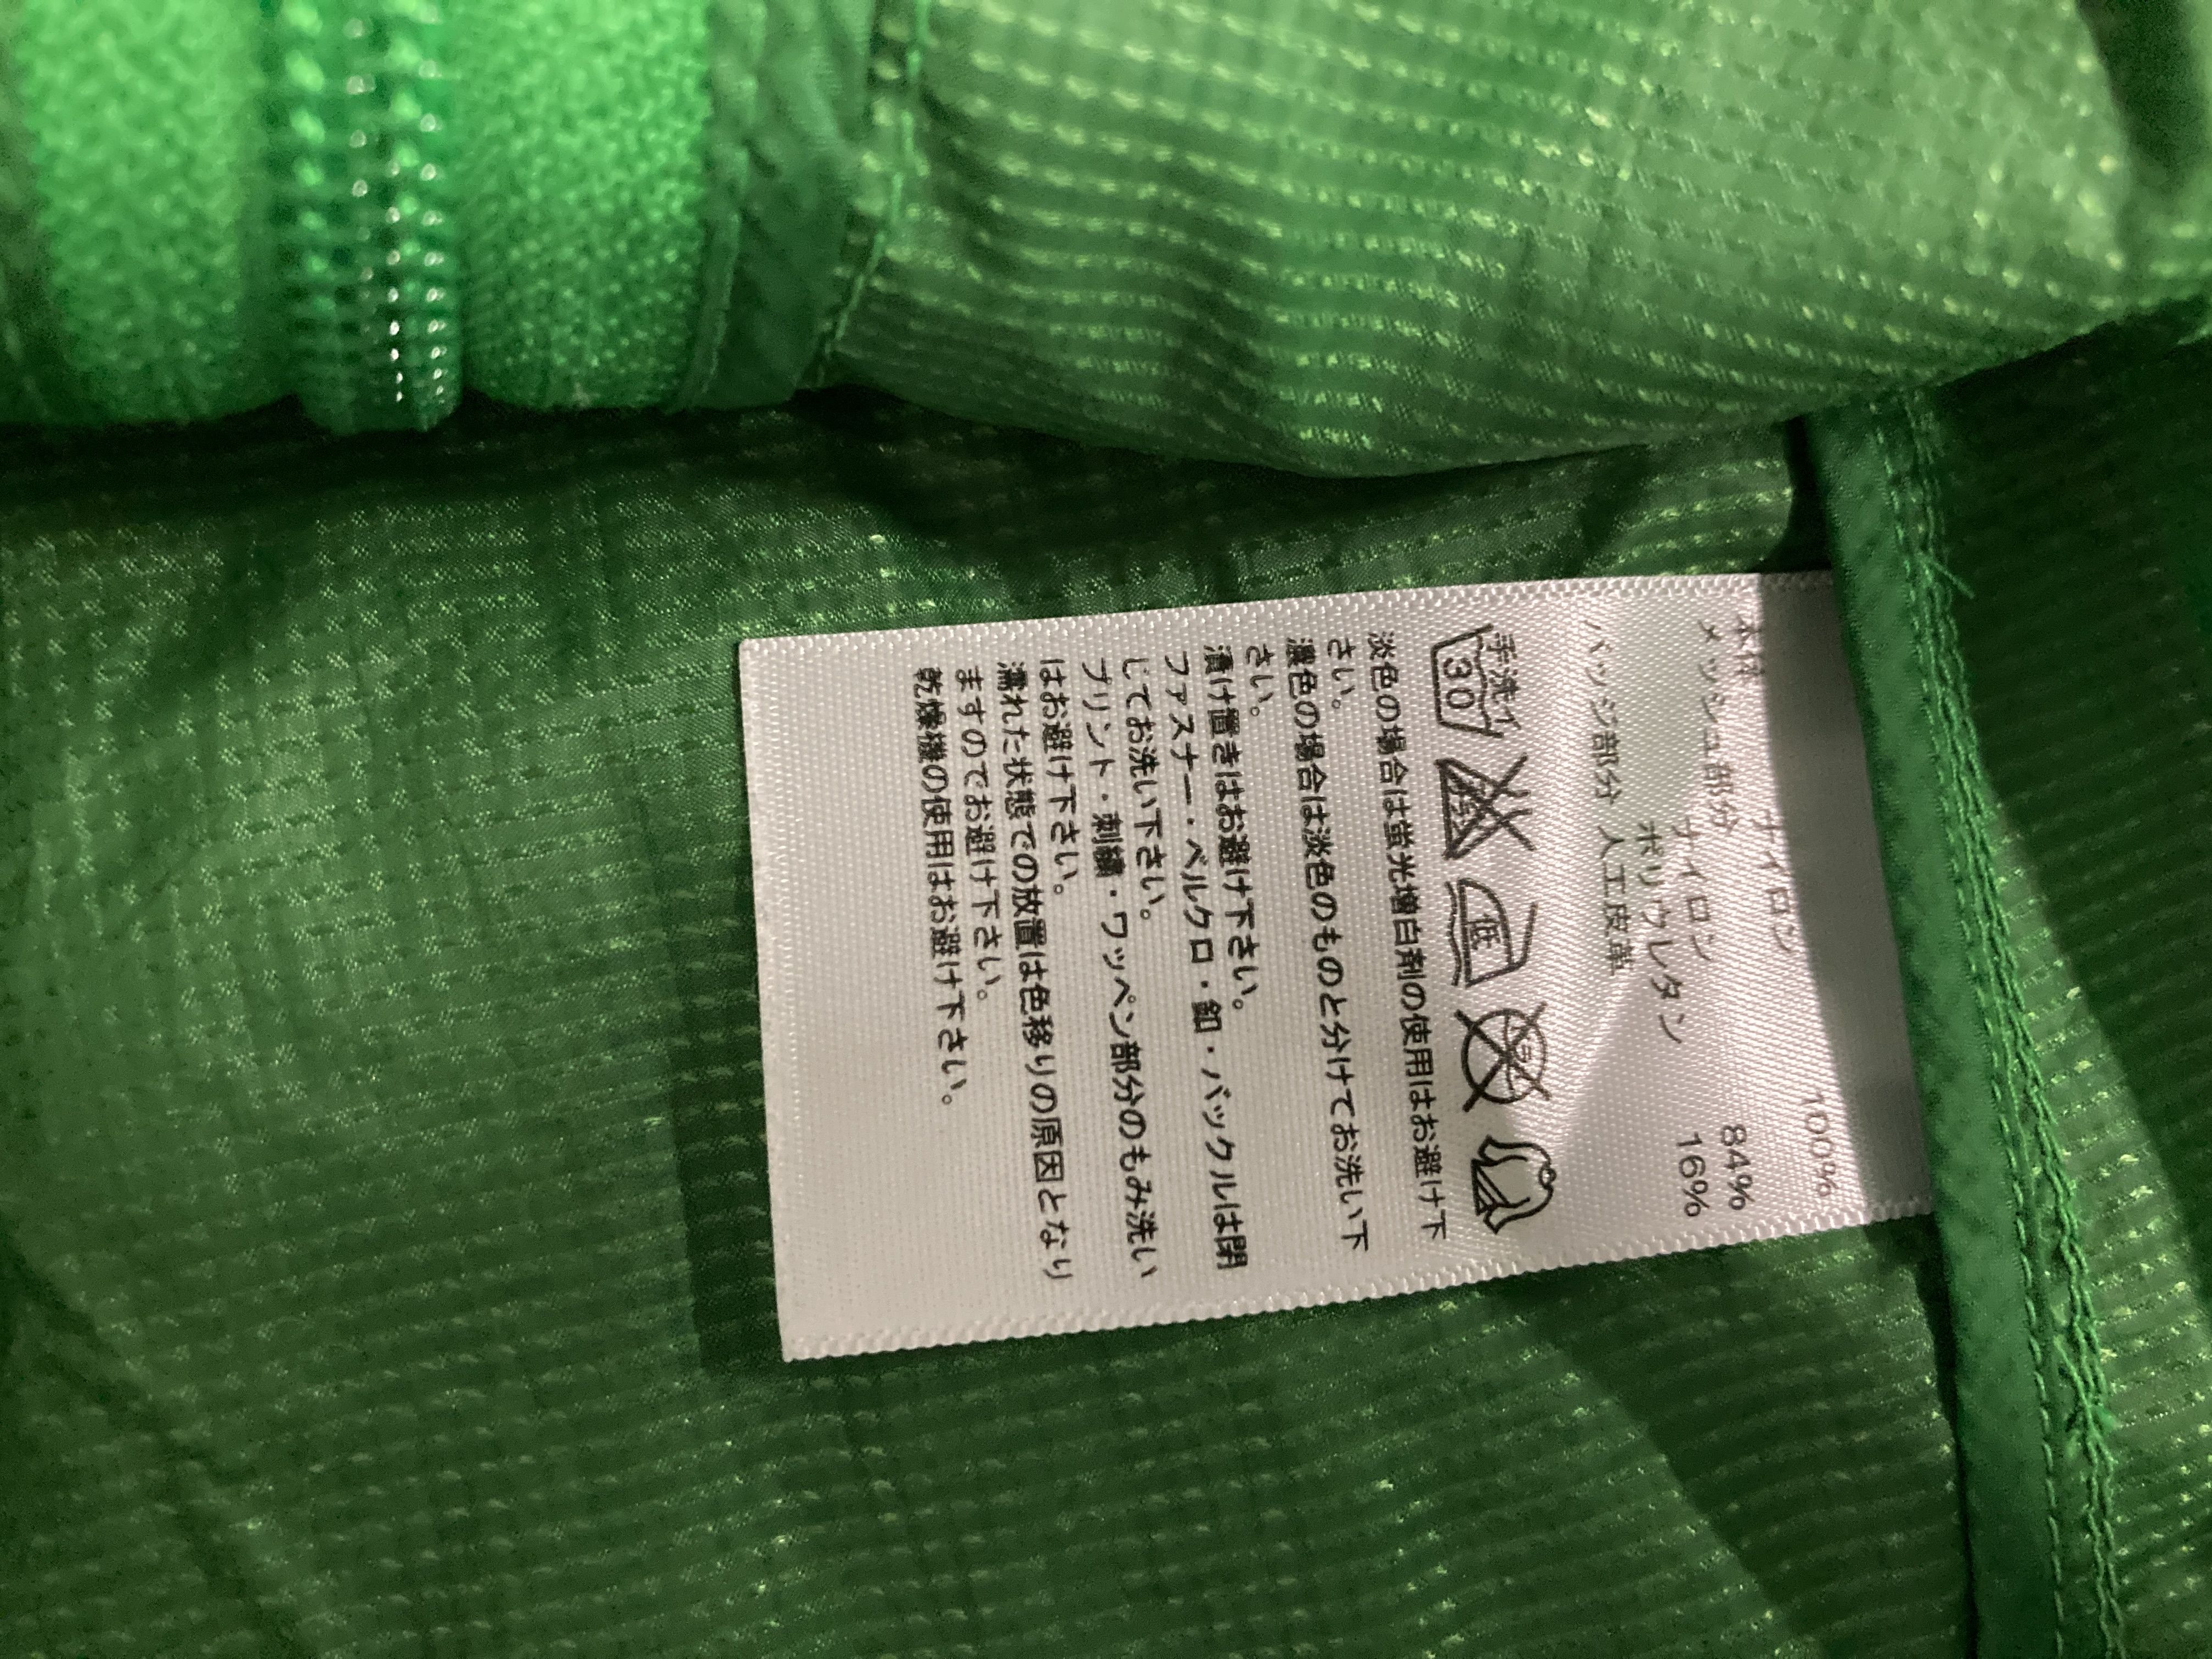 本体 ナイロン 100%
メッシュ部分 ナイロン 84%
ポリウレタン 16%
バッジ部分 人工皮革
手洗イ
30
低
淡色の場合は蛍光増白剤の使用はお避け下
さい。
濃色の場合は淡色のものと分けてお洗い下
さい。
漬け置きはお避け下さい。
ファスナー・ベルクロ・釦・バックルは閉
じてお洗い下さい。
プリント・刺繍・ワッペン部分のもみ洗い
はお避け下さい。
濡れた状態での放置は色移りの原因となり
ますのでお避け下さい。
乾燥機の使用はお避け下さい。